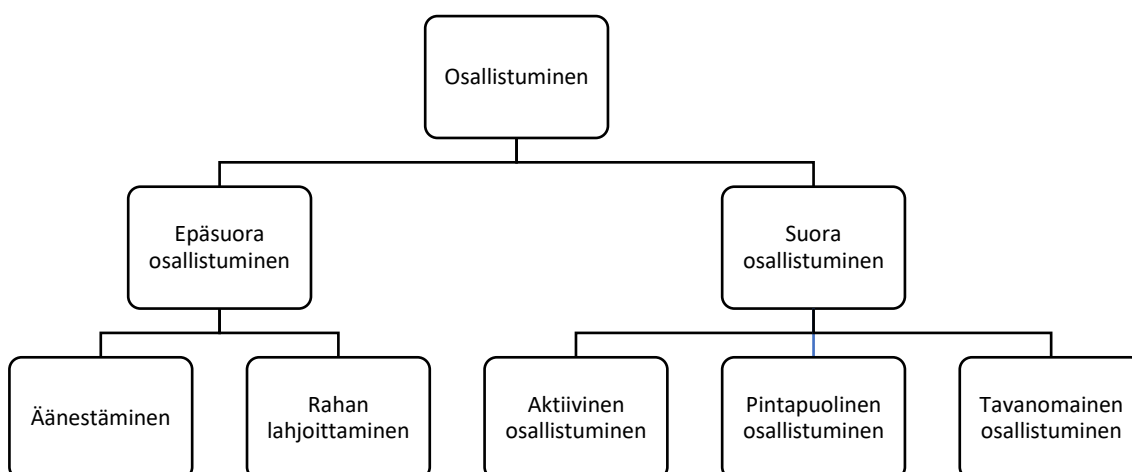 Osallistuminen
Epäsuora
osallistuminen
Suora
osallistuminen
Äänestäminen
Rahan
lahjoittaminen
Aktiivinen
osallistuminen
Pintapuolinen
osallistuminen
Tavanomainen
osallistuminen